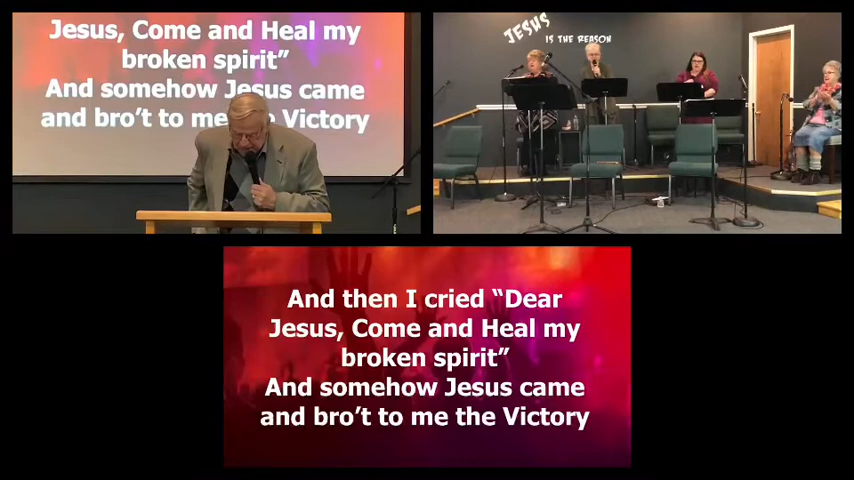 Jesus, Come and Heal my
broken spirit”
And somehow Jesus came
and bro’t to me the Victory
JESUS
IS THE REASON
And then I cried “Dear
Jesus, Come and Heal my
broken spirit”
And somehow Jesus came
and bro’t to me the Victory